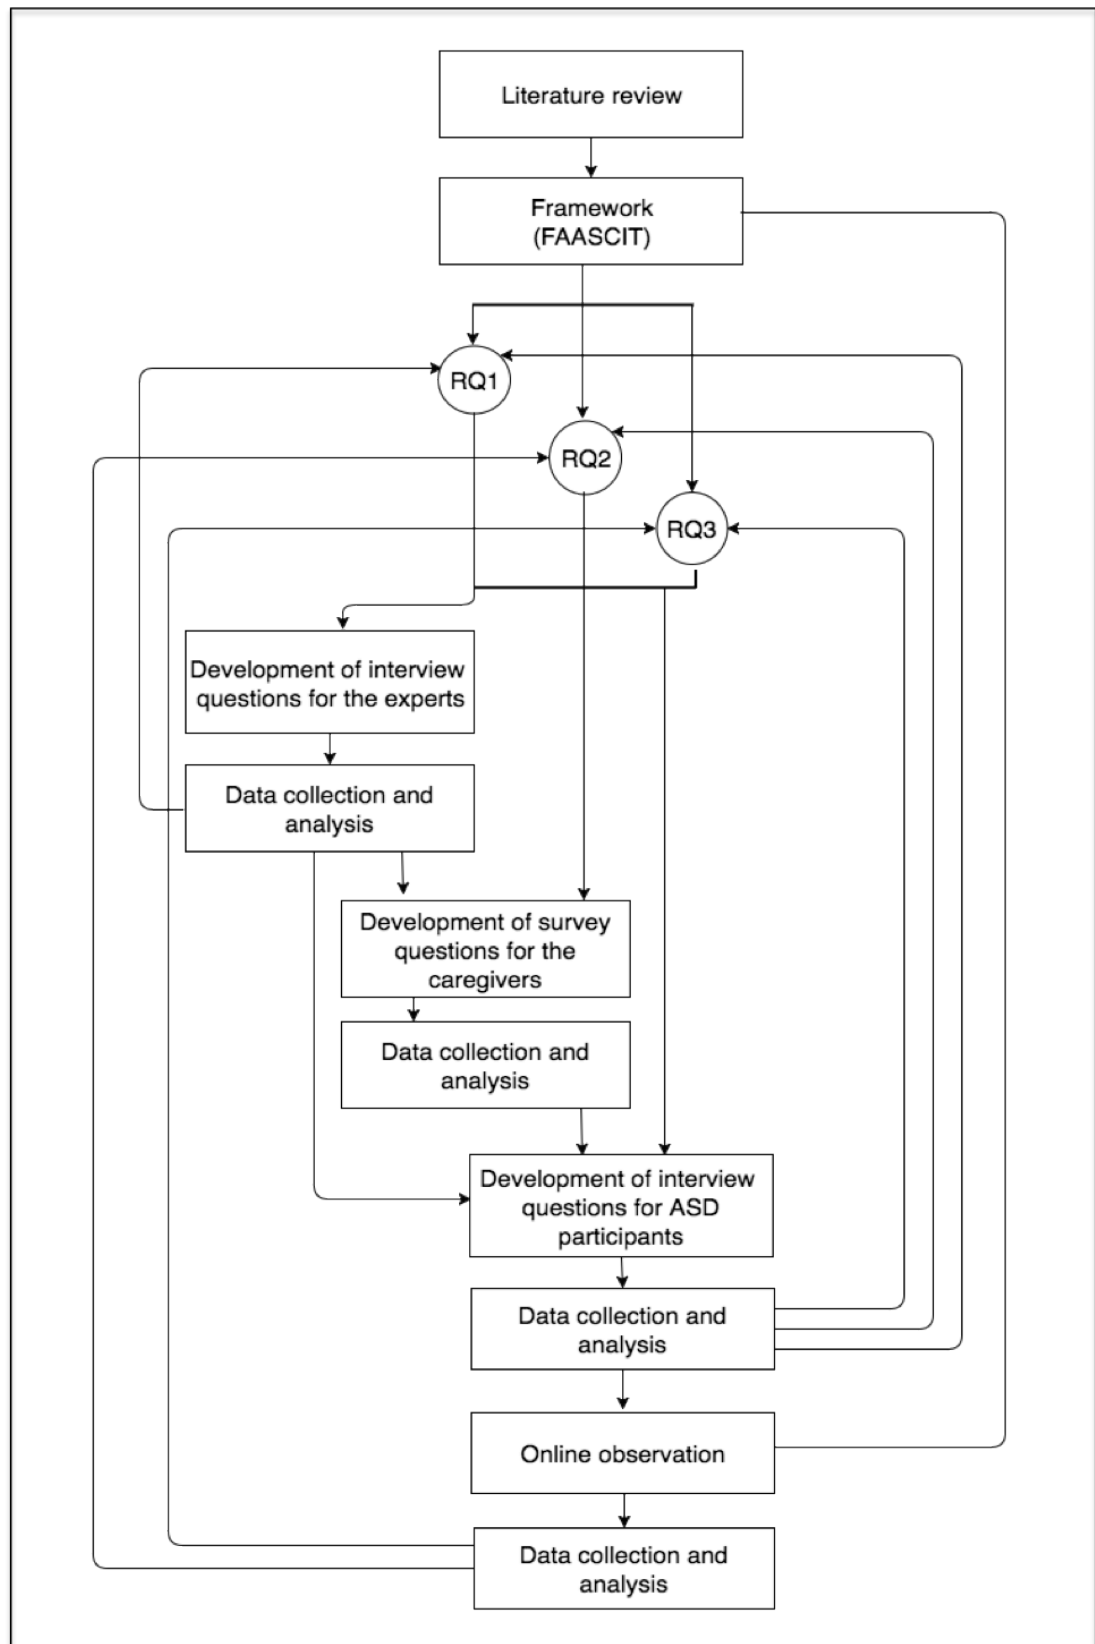 Literature review
Framework
(FAASCIT)
RQ1
RQ2
RQ3
Development of interview
questions for the experts
Data collection and
analysis
Development of survey
questions for the
caregivers
Data collection and
analysis
Development of interview
questions for ASD
participants
Data collection and
analysis
Online observation
Data collection and
analysis